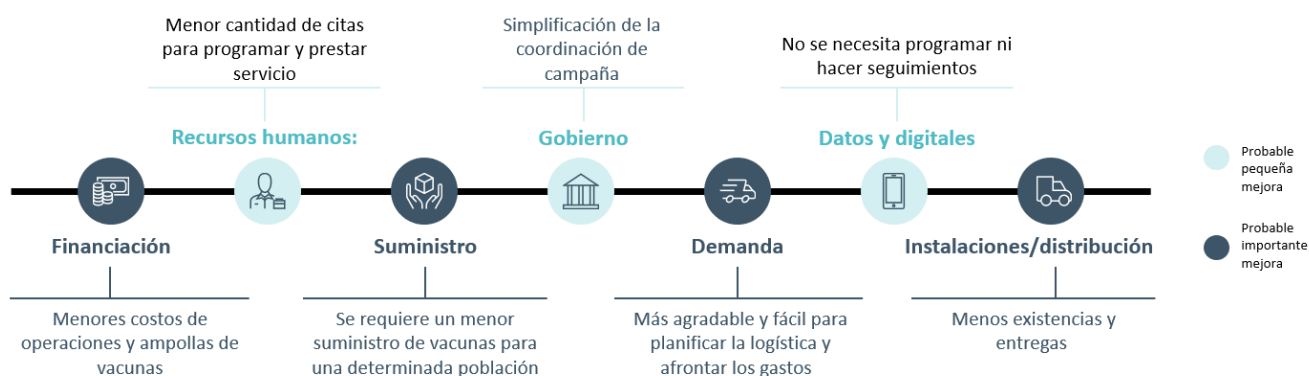 Menor cantidad de citas
para programar y prestar
servicio
Simplificación de la
coordinación de
campaña
No se necesita programar ni
hacer seguimientos
Recursos humanos:
Gobierno
Datos y digitales
Probable
pequeña
mejora
Financiación
Suministro
Demanda
Instalaciones/distribución
Probable
importante
mejora
Menores costos de
operaciones y ampollas de
vacunas
Se requiere un menor
suministro de vacunas para
una determinada población
Más agradable y fácil para
planificar la logística y
afrontar los gastos
Menos existencias y
entregas